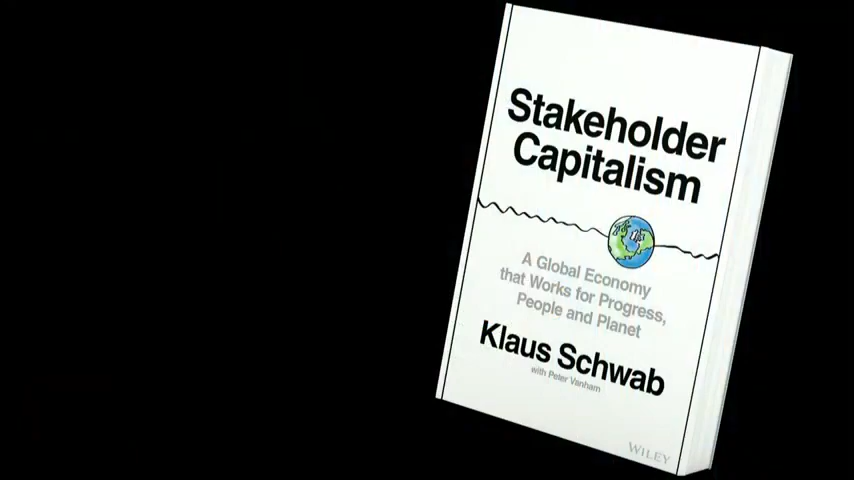 Stakeholder
Capitalism
A Global Economy
that Works for Progress,
People and Planet
Klaus Schwab
with Peter Vanham
WILEY